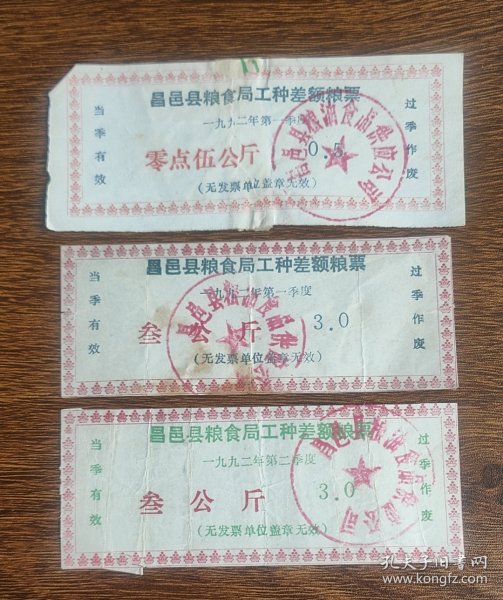 昌邑县粮食局工种差额粮票
一九九二年第一季度
零点伍公斤 0.5
(无发票单位盖章无效)
当季有效
过季作废
昌邑县粮食局工种差额粮票
一九九二年第一季度
叁 斤 3.0
(无发票单位盖章无效)
当季有效
过季作废
昌邑县粮食局工种差额粮票
一九九二年第二季度
叁公斤 3.0
(无发票单位盖章无效)
当季有效
过季作废
孔夫子旧书网
www.kongfz.com